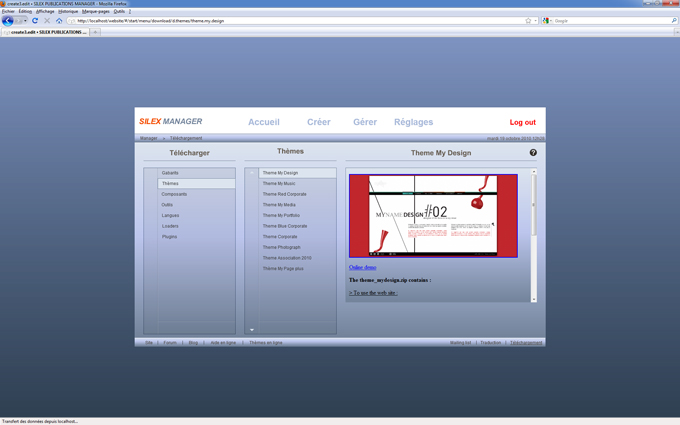 create3.edit • SILEX PUBLICATIONS MANAGER - Mozilla Firefox
Fichier Édition Affichage Historique Marque-pages Outils ?
http://localhost/website/#/start/menu/download/d.themes/theme.my.design
Google
create3.edit • SILEX PUBLICATIONS ...
SILEX MANAGER Accueil Créer Gérer Réglages Log out
Manager » Téléchargement mardi 19 octobre 2010
Télécharger
Gabarits
Thèmes
Composants
Outils
Langues
Loaders
Plugins
Thèmes
Theme My Design
Theme My Music
Theme Red Corporate
Theme My Media
Theme My Portfolio
Theme Blue Corporate
Theme Corporate
Theme Photograph
Theme Association 2010
Theme My Page plus
Theme My Design ?
MY NAME DESIGN #02
Online demo
The theme_mydesign.zip contains :
> To use the web site :
Site | Forum | Blog | Aide en ligne | Thèmes en ligne
Mailing list | Traduction | Téléchargement
Transfert des données depuis localhost...